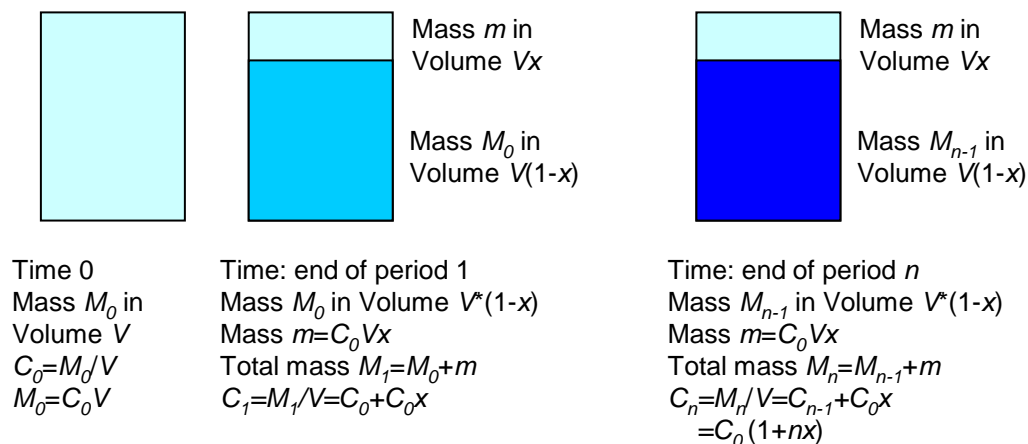 Mass m in
Volume Vx
Mass M0 in
Volume V(1-x)
Mass m in
Volume Vx
Mass Mn-1 in
Volume V(1-x)
Time 0
Mass M0 in
Volume V
C0=M0/V
M0=C0V
Time: end of period 1
Mass M0 in Volume V*(1-x)
Mass m=C0Vx
Total mass M1=M0+m
C1=M1/V=C0+C0x
Time: end of period n
Mass Mn-1 in Volume V*(1-x)
Mass m=C0Vx
Total mass Mn=Mn-1+m
Cn=Mn/V=Cn-1+C0x
=C0(1+nx)